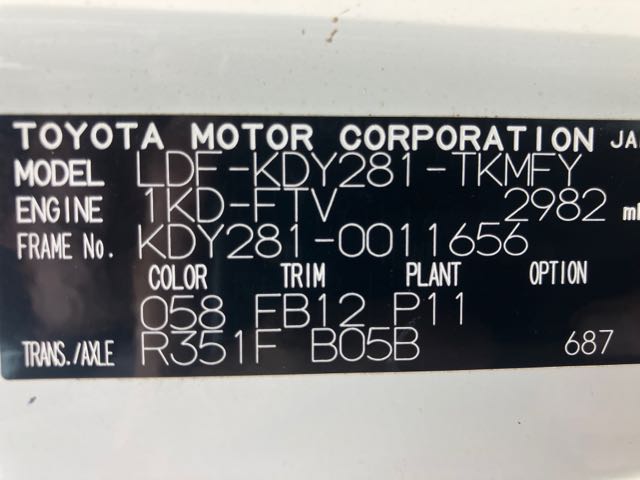 TOYOTA MOTOR CORPORATION JA
MODEL LDF-KDY281-TKMFY
ENGINE 1KD-FTV 2982 m
FRAME No. KDY281-0011656
COLOR TRIM PLANT OPTION
058 FB12 P11
TRANS./AXLE R351F B05B 687